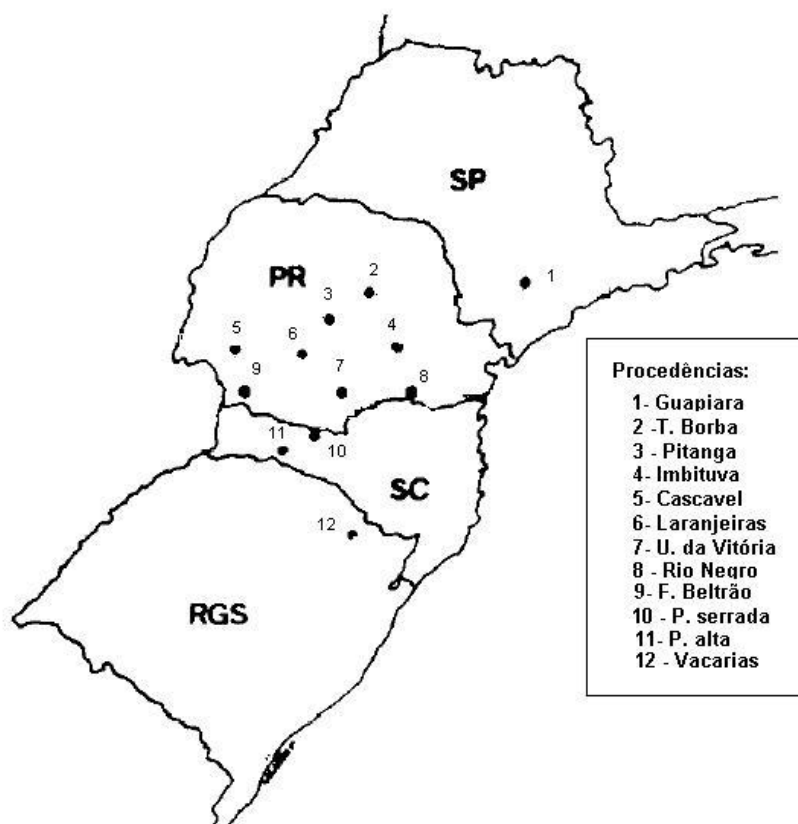 SP
1
PR
2
3
5
6
4
9
7
8
11
10
SC
12
RGS
Procedências:
1- Guapiara
2 -T. Borba
3 - Pitanga
4 - Imbituva
5- Cascavel
6 - Laranjeiras
7 - U. da Vitória
8 - Rio Negro
9- F. Beltrão
10 - P. serrada
11- P. alta
12 - Vacarias